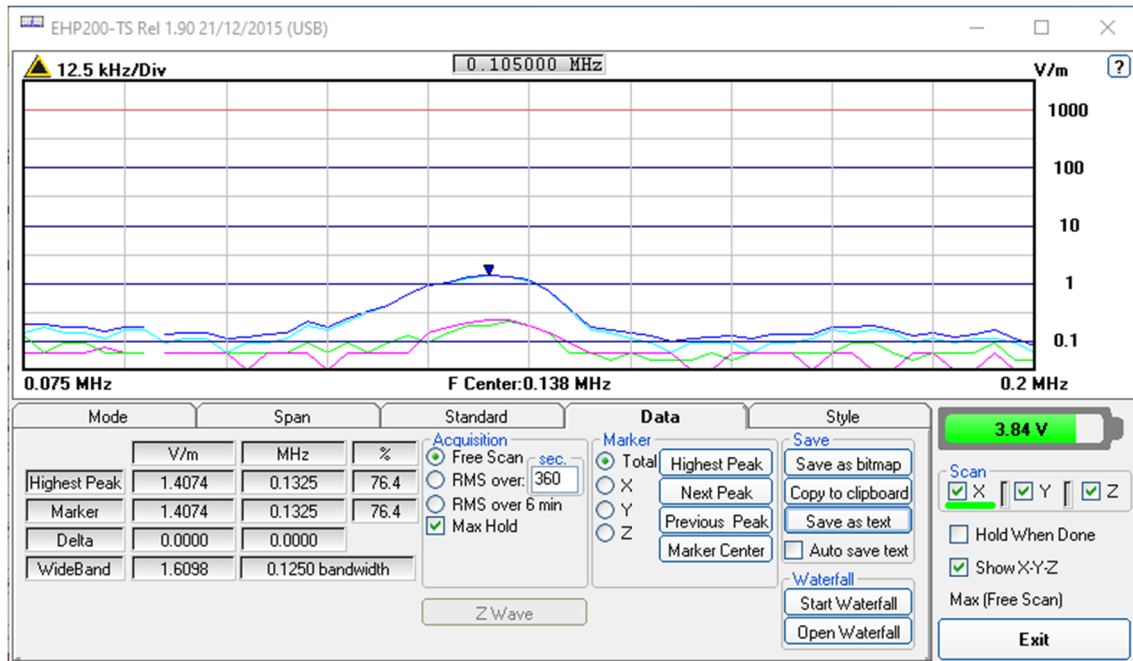 EHP200-TS Rel 1.90 21/12/2015 (USB)
12.5 kHz/Div
0.105000 MHz
V/m
?
1000
100
10
1
0.1
0.075 MHz
F Center:0.138 MHz
0.2 MHz
Mode
Span
Standard
Data
Style
3.84 V
V/m MHz %
Highest Peak 1.4074 0.1325 76.4
Marker 1.4074 0.1325 76.4
Delta 0.0000 0.0000
WideBand 1.6098 0.1250 bandwidth
Acquisition
Free Scan
sec.
RMS over: 360
RMS over 6 min
Max Hold
Z Wave
Marker
Total
X
Y
Z
Highest Peak
Next Peak
Previous Peak
Marker Center
Save
Save as bitmap
Copy to clipboard
Save as text
Auto save text
Waterfall
Start Waterfall
Open Waterfall
Scan
X Y Z
Hold When Done
Show X-Y-Z
Max (Free Scan)
Exit